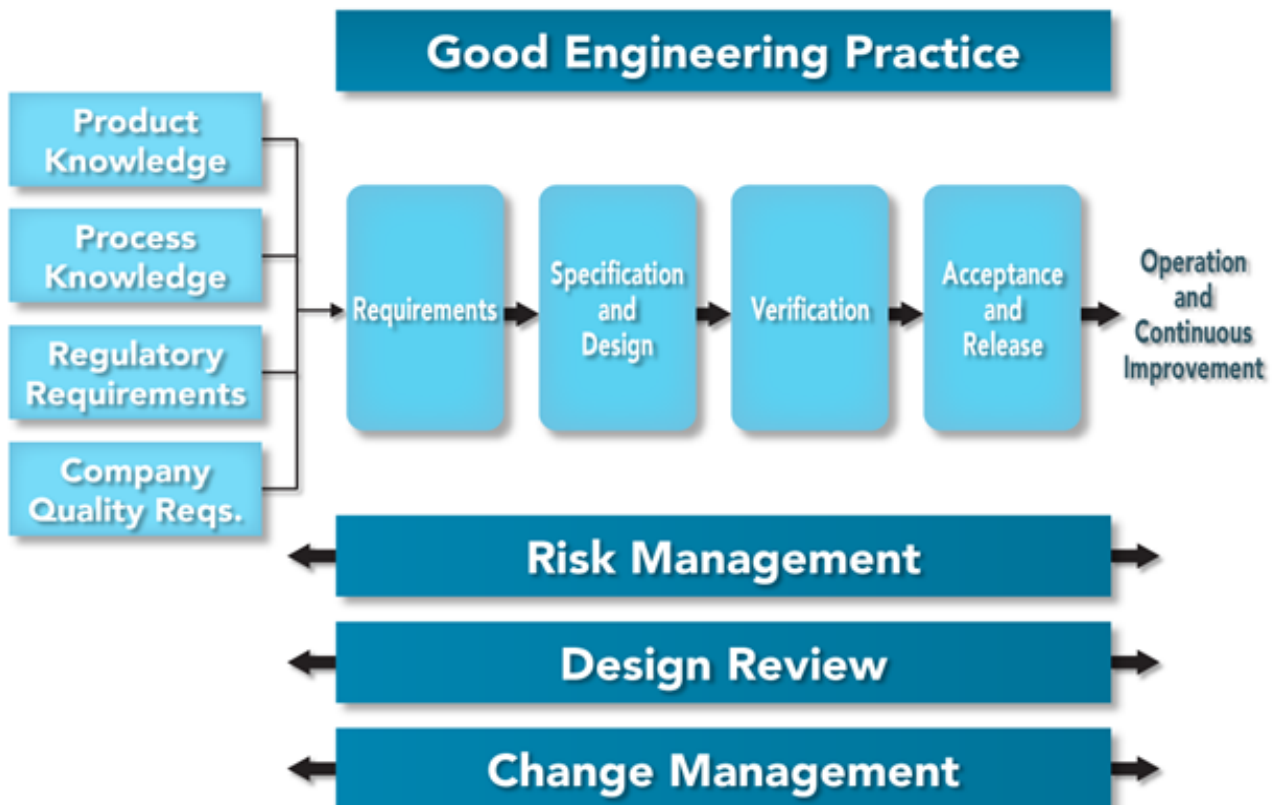 Good Engineering Practice
Product
Knowledge
Process
Knowledge
Regulatory
Requirements
Company
Quality Reqs.
Requirements
Specification
and
Design
Verification
Acceptance
and
Release
Operation
and
Continuous
Improvement
Risk Management
Design Review
Change Management